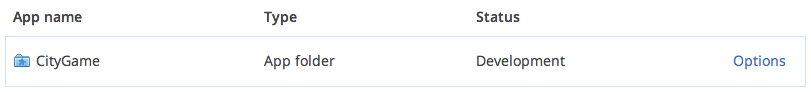 App name Type Status
CityGame App folder Development Options